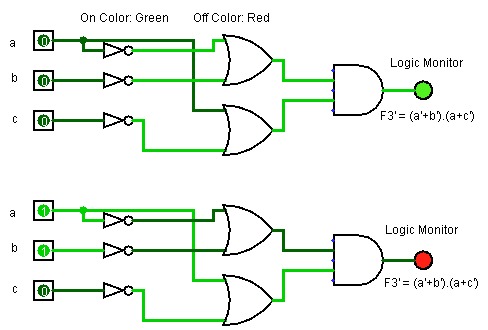 On Color: Green Off Color: Red
a 0
b 0
Logic Monitor
c 0
F3' = (a'+b').(a+c')
a 1
Logic Monitor
b 1
c 0
F3' = (a'+b').(a+c')